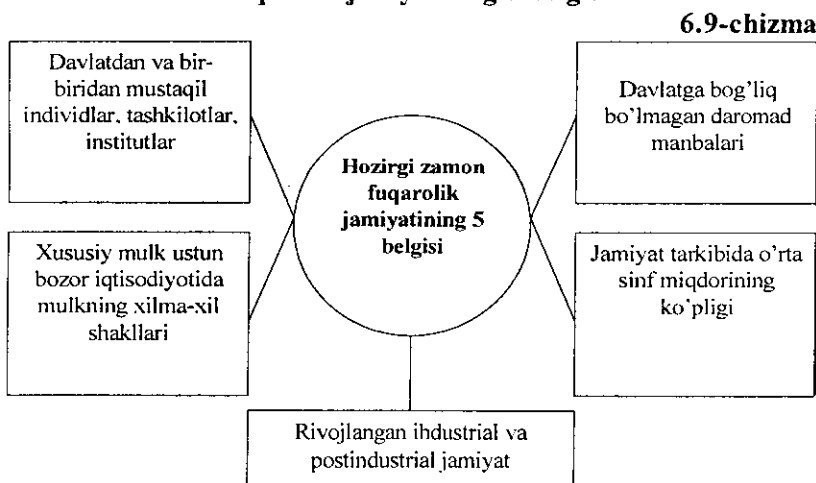 6.9-chizma
Davlatdan va bir-
biridan mustaqil
individlar, tashkilotlar,
institutlar
Davlatga bog'liq
bo'lmagan daromad
manbalari
Hozirgi zamon
fuqarolik
jamiyatining 5
belgisi
Xususiy mulk ustun
bozor iqtisodiyotida
mulkning xilma-xil
shakllari
Jamiyat tarkibida o'rta
sinf miqdorining
ko'pligi
Rivojlangan ihdustrial va
postindustrial jamiyat